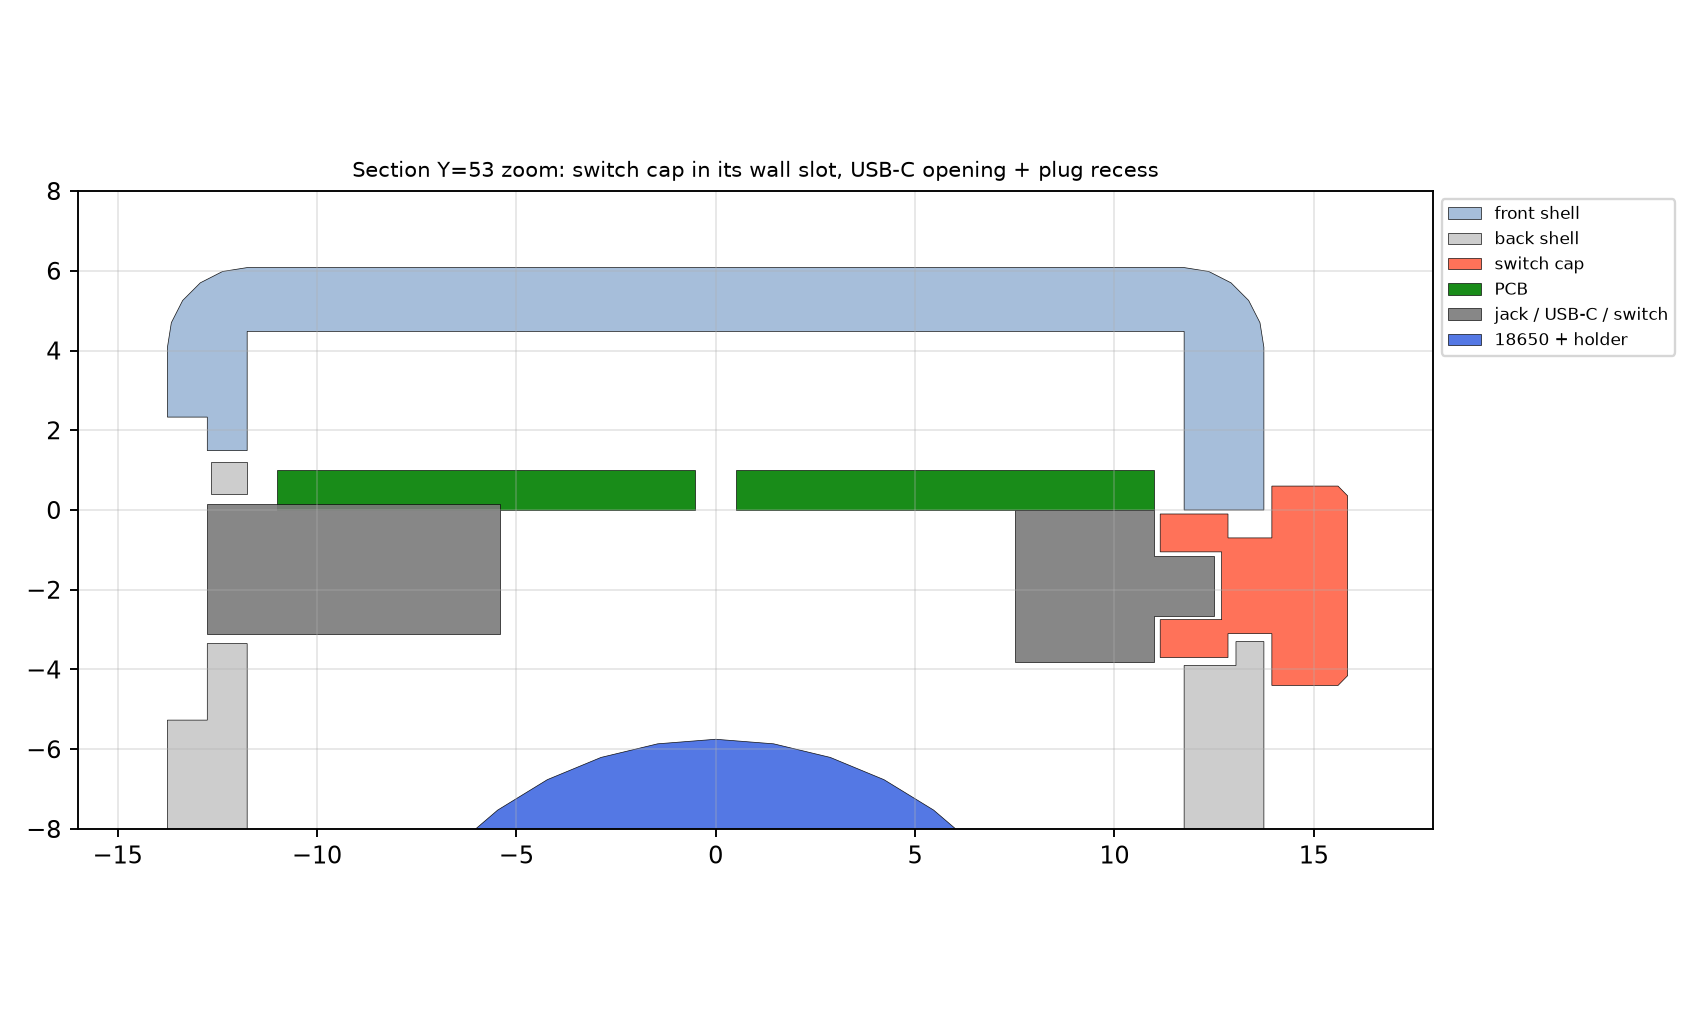 Section Y=53 zoom: switch cap in its wall slot, USB-C opening + plug recess
8
6
4
2
0
−2
−4
−6
−8
−15
−10
−5
0
5
10
15
front shell
back shell
switch cap
PCB
jack / USB-C / switch
18650 + holder